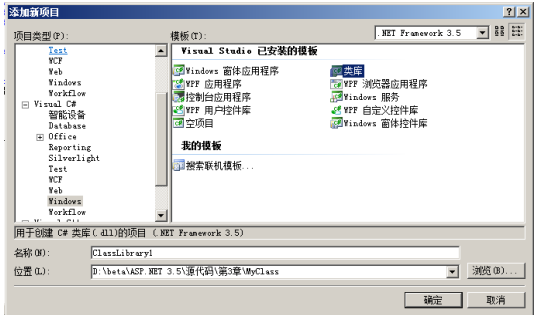 添加新项目
项目类型(P):
模板(T):
.NET Framework 3.5
Test
WCF
Web
Windows
Workflow
Visual C#
智能设备
Database
Office
Reporting
Silverlight
Test
WCF
Web
Windows
Workflow
Visual Studio 已安装的模板
Windows 窗体应用程序
类库
WPF 应用程序
WPF 浏览器应用程序
控制台应用程序
Windows 服务
WPF 用户控件库
WPF 自定义控件库
空项目
Windows 窗体控件库
我的模板
搜索联机模板...
用于创建 C# 类库(.dll)的项目 (.NET Framework 3.5)
名称(N):
ClassLibrary1
位置(L):
D:\beta\ASP.NET 3.5\源代码\第3章\MyClass
浏览(B)...
确定
取消